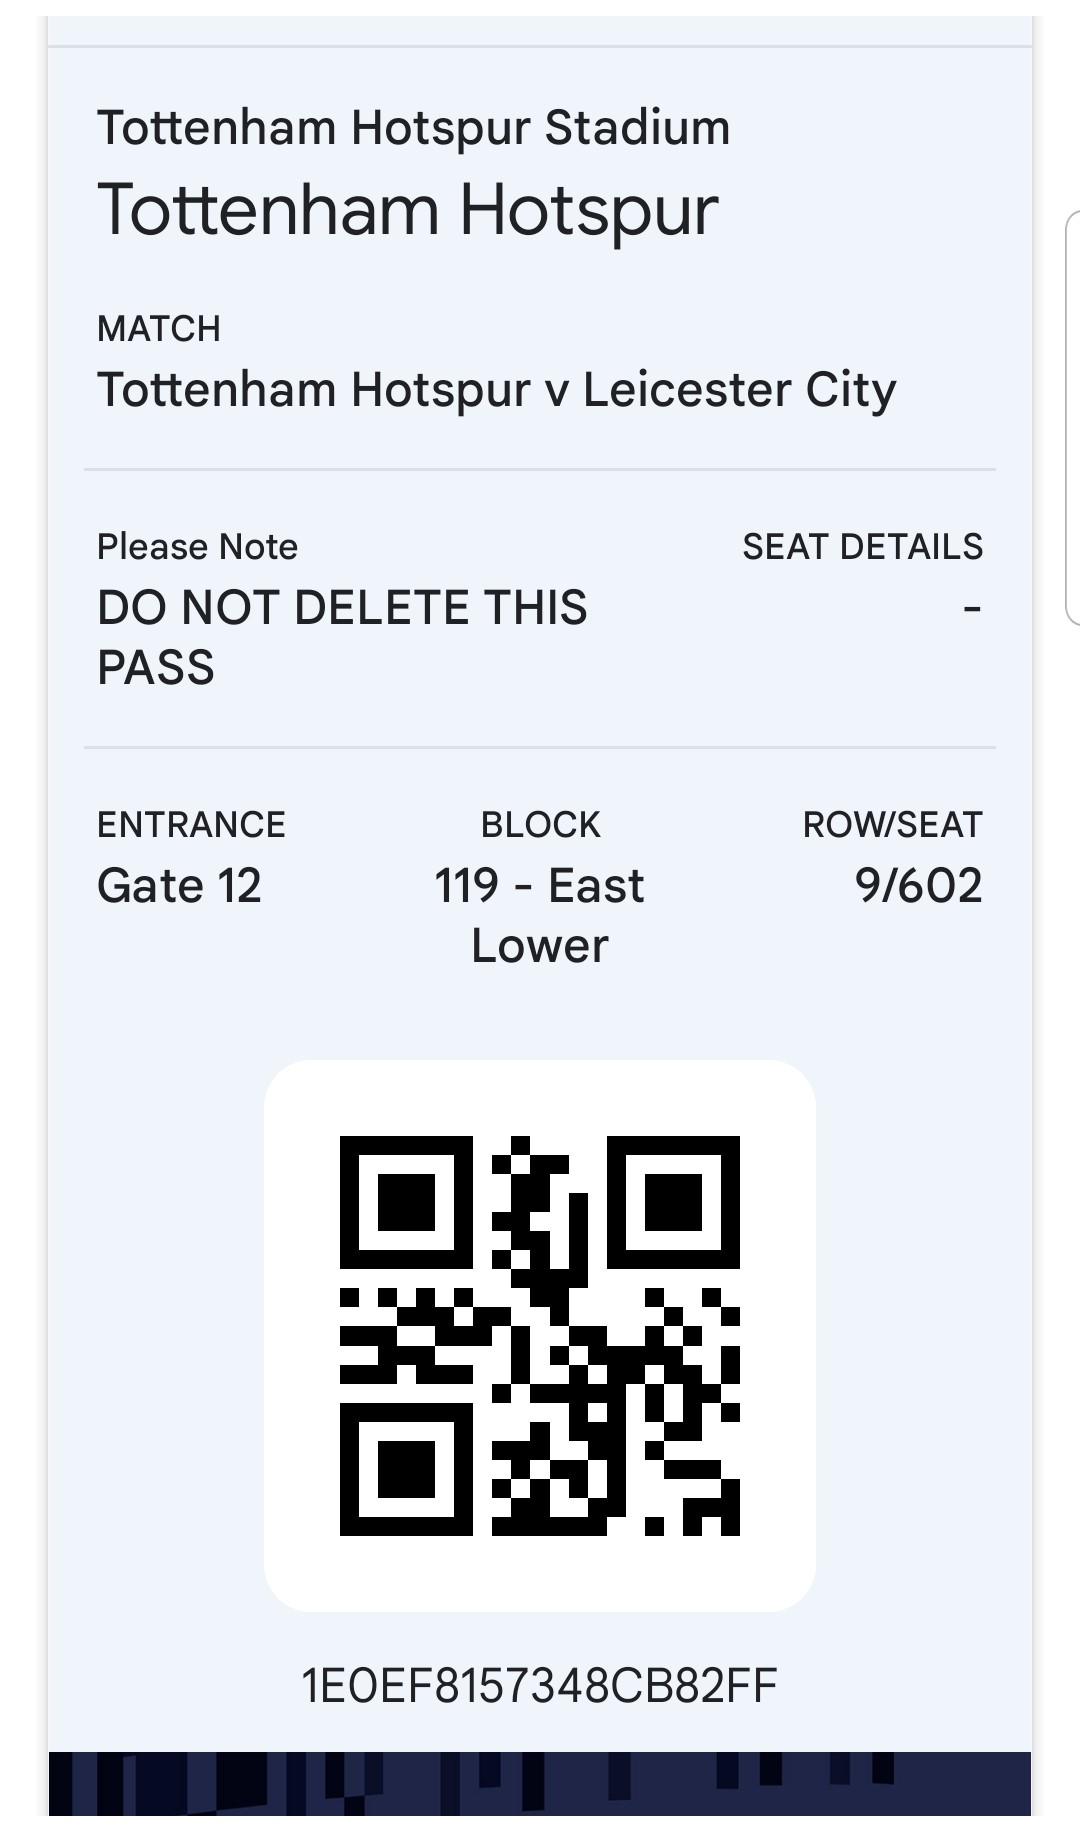 Tottenham Hotspur Stadium
Tottenham Hotspur
MATCH
Tottenham Hotspur v Leicester City
Please Note
DO NOT DELETE THIS
PASS
SEAT DETAILS
-
ENTRANCE
Gate 12
BLOCK
119 - East
Lower
ROW/SEAT
9/602
1E0EF8157348CB82FF